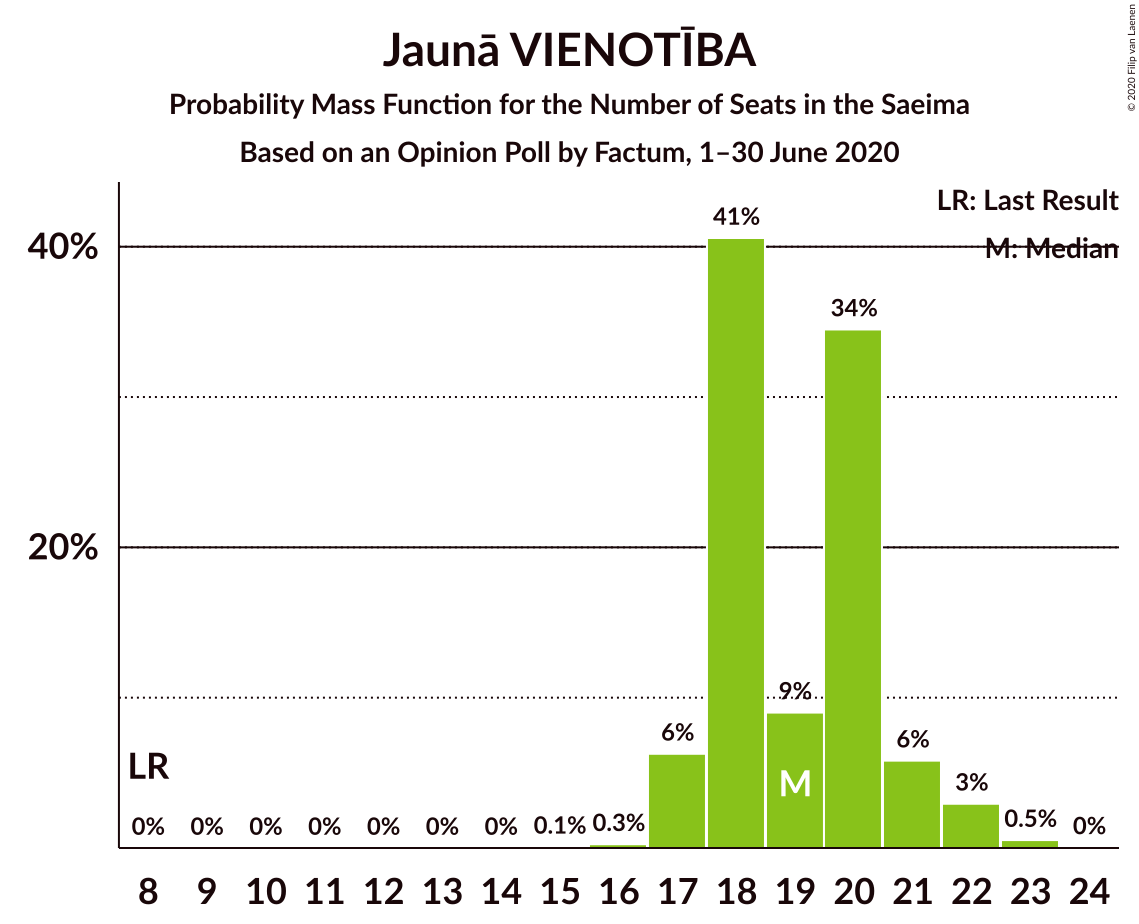 Jaunā VIENOTĪBA
Probability Mass Function for the Number of Seats in the Saeima
Based on an Opinion Poll by Factum, 1–30 June 2020
© 2020 Filip van Laenen
LR: Last Result
M: Median
40%
20%
41%
34%
9%
6%
6%
3%
LR
M
0% 0% 0% 0% 0% 0% 0% 0.1% 0.3% 0.5% 0%
8 9 10 11 12 13 14 15 16 17 18 19 20 21 22 23 24